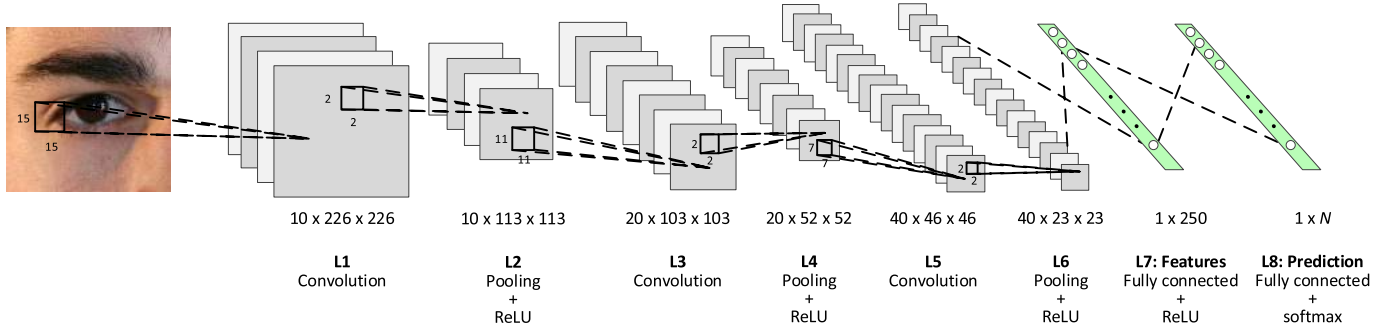 15
15
2
2
11
11
2
2
7
7
2
2
10 x 226 x 226
10 x 113 x 113
20 x 103 x 103
20 x 52 x 52
40 x 46 x 46
40 x 23 x 23
1 x 250
1 x N
L1
Convolution
L2
Pooling
+
ReLU
L3
Convolution
L4
Pooling
+
ReLU
L5
Convolution
L6
Pooling
+
ReLU
L7: Features
Fully connected
+
ReLU
L8: Prediction
Fully connected
+
softmax